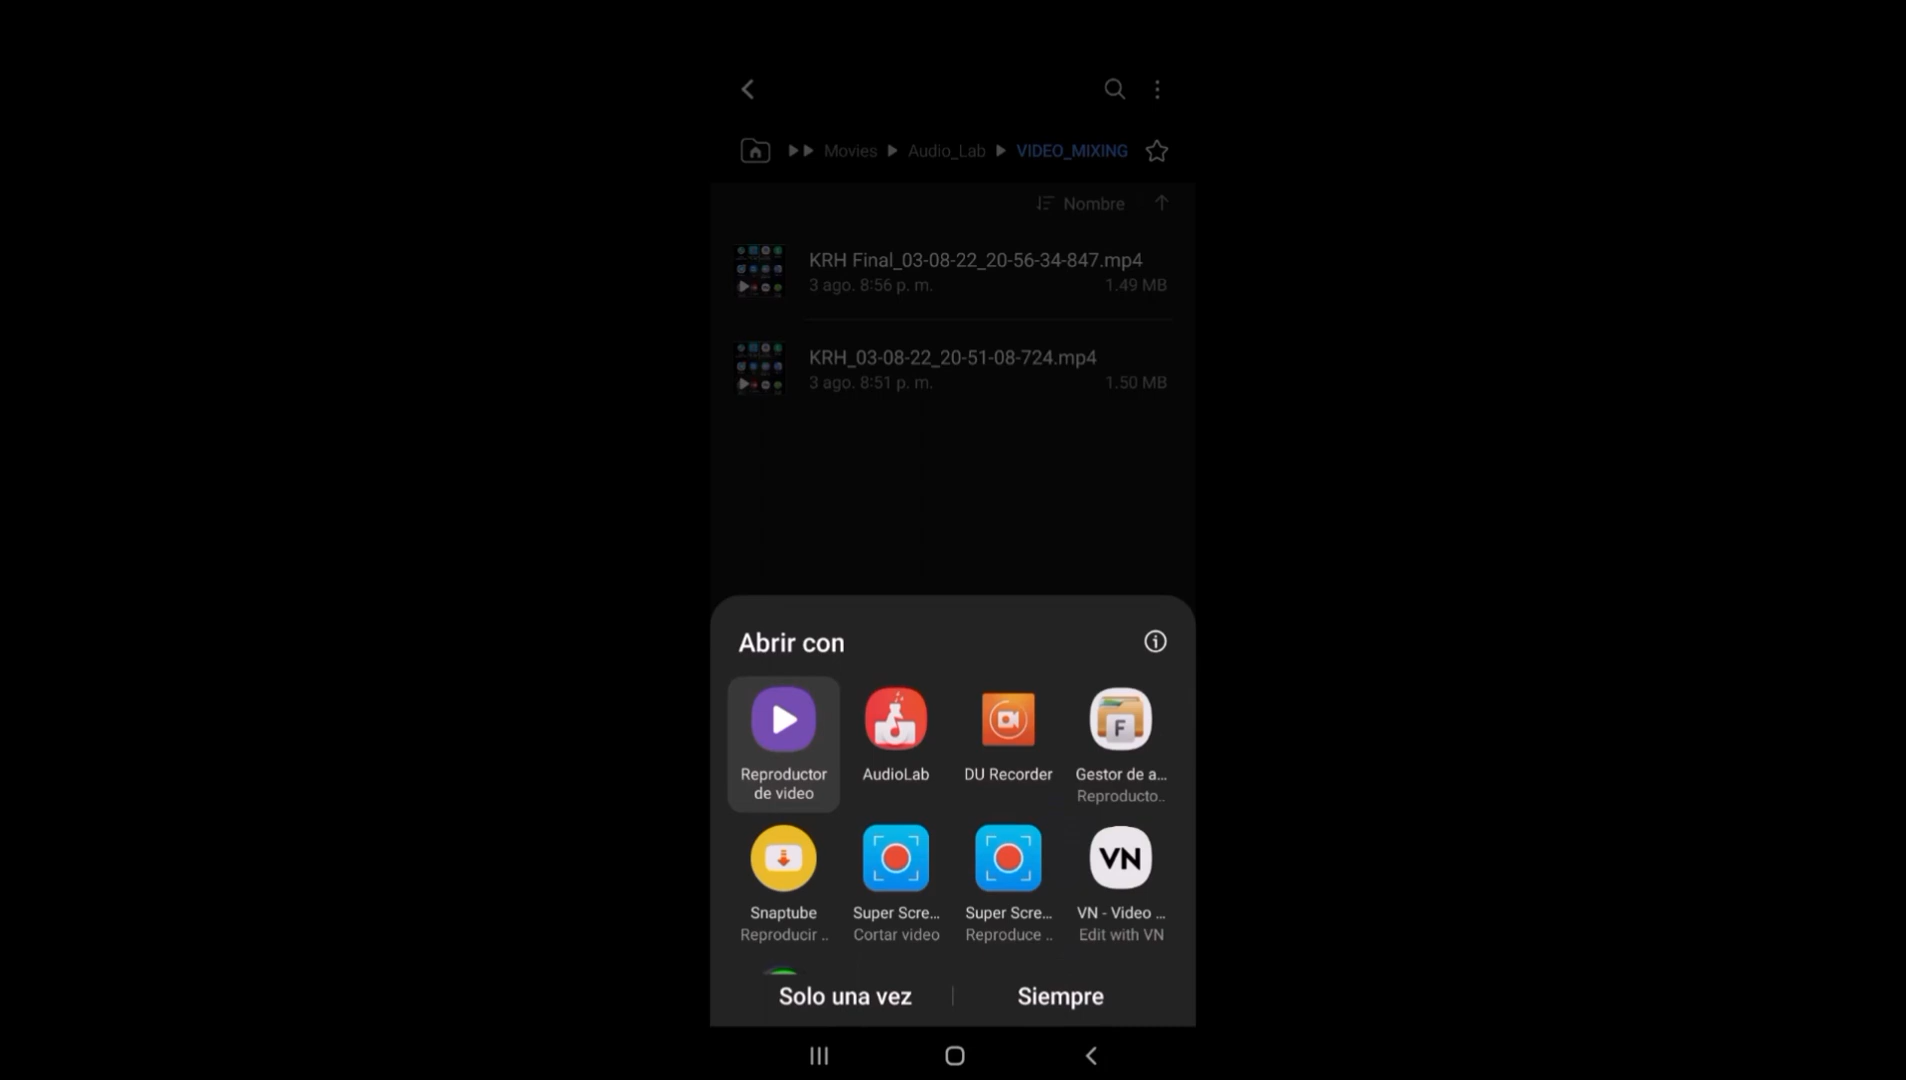 Movies Audio_Lab VIDEO_MIXING
Nombre
KRH Final_03-08-22_20-56-34-847.mp4
3 ago. 8:56 p. m. 1.49 MB
KRH_03-08-22_20-51-08-724.mp4
3 ago. 8:51 p. m. 1.50 MB
Abrir con
Reproductor de video
AudioLab
DU Recorder
Gestor de a...
Reproducto..
F
Snaptube
Reproducir ..
Super Scre...
Cortar video
Super Scre...
Reproduce ..
VN
VN - Video ...
Edit with VN
Solo una vez Siempre